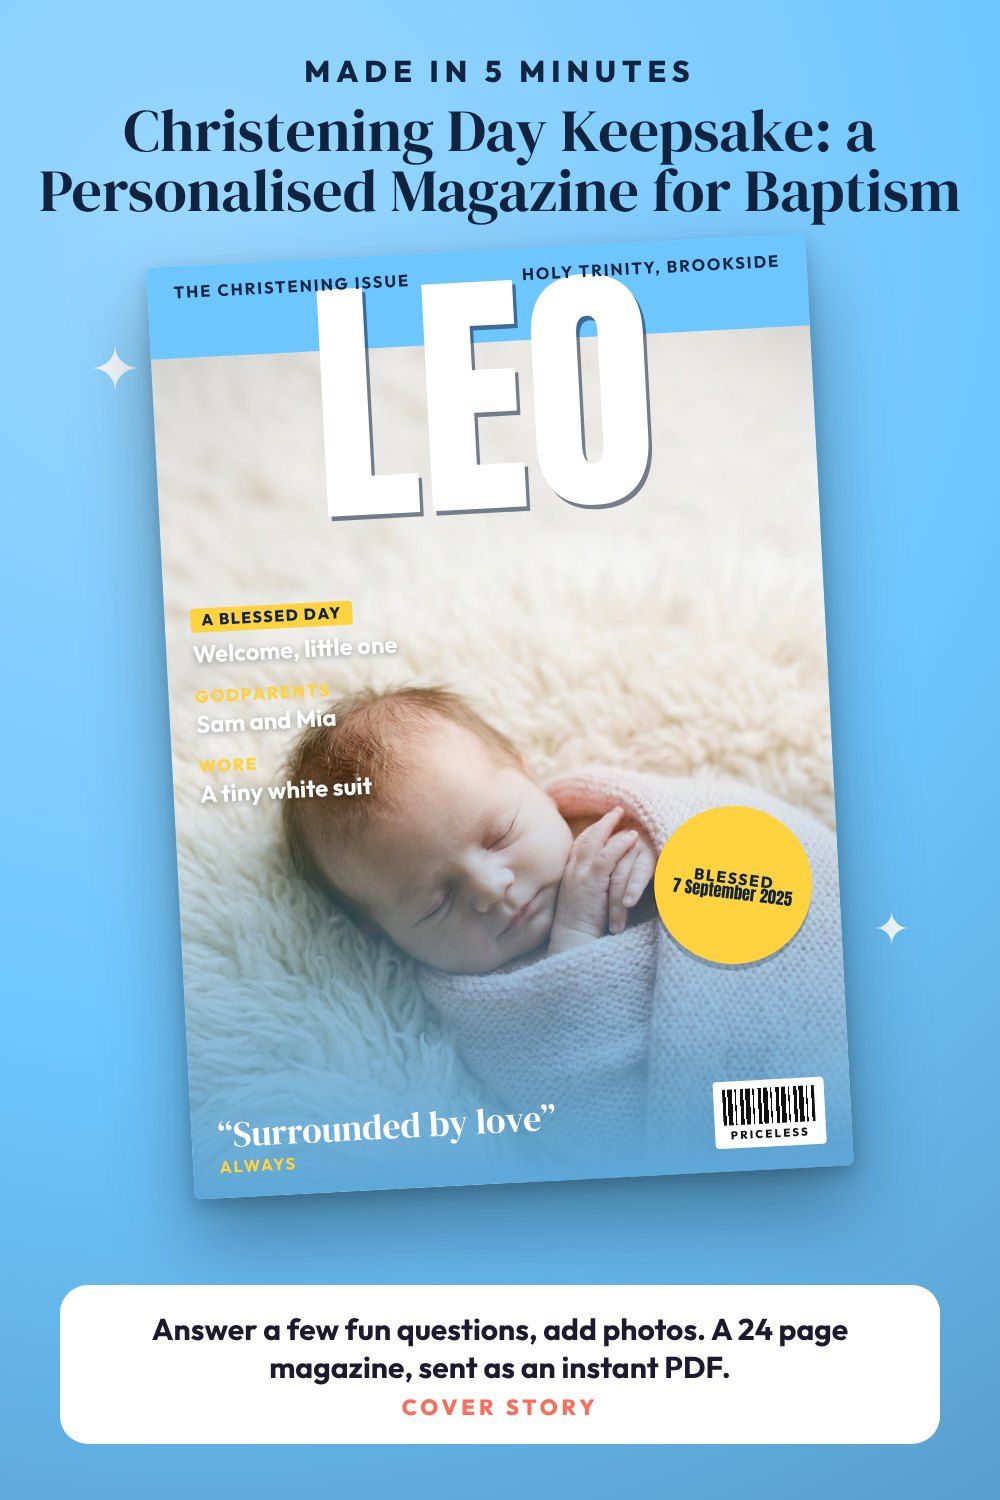 MADE IN 5 MINUTES
Christening Day Keepsake: a
Personalised Magazine for Baptism
THE CHRISTENING ISSUE
HOLY TRINITY, BROOKSIDE
LEO
A BLESSED DAY
Welcome, little one
GODPARENTS
Sam and Mia
WORE
A tiny white suit
BLESSED
7 September 2025
“Surrounded by love”
ALWAYS
PRICELESS
Answer a few fun questions, add photos. A 24 page
magazine, sent as an instant PDF.
COVER STORY